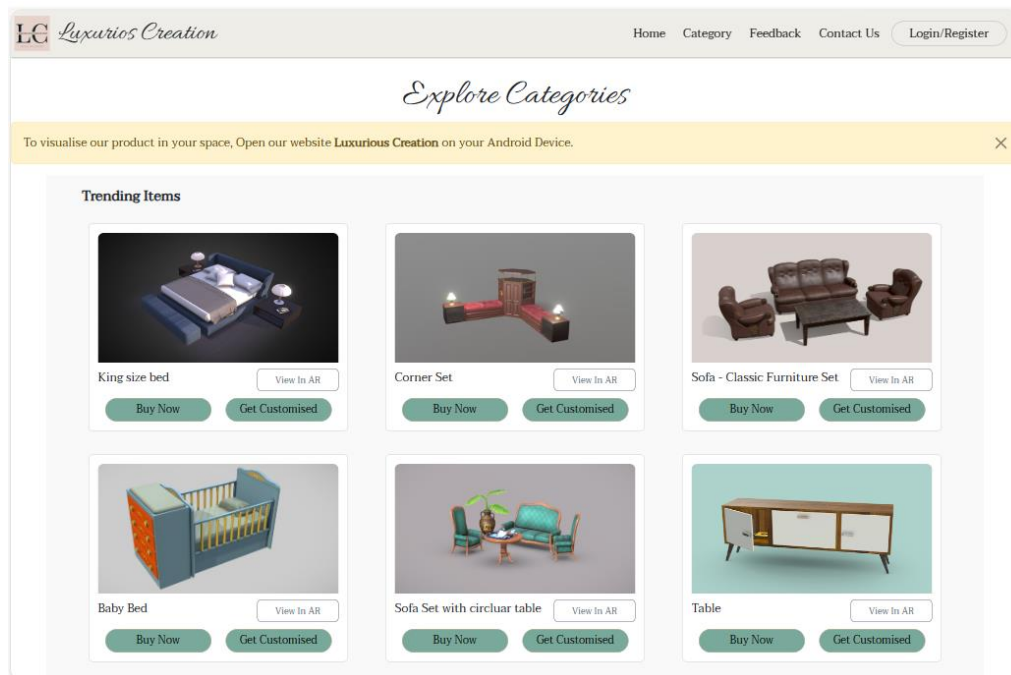 LC Luxurios Creation Home Category Feedback Contact Us Login/Register
Explore Categories
To visualise our product in your space, Open our website Luxurious Creation on your Android Device. ×
Trending Items
King size bed View In AR
Buy Now Get Customised
Corner Set View In AR
Buy Now Get Customised
Sofa - Classic Furniture Set View In AR
Buy Now Get Customised
Baby Bed View In AR
Buy Now Get Customised
Sofa Set with circluar table View In AR
Buy Now Get Customised
Table View In AR
Buy Now Get Customised